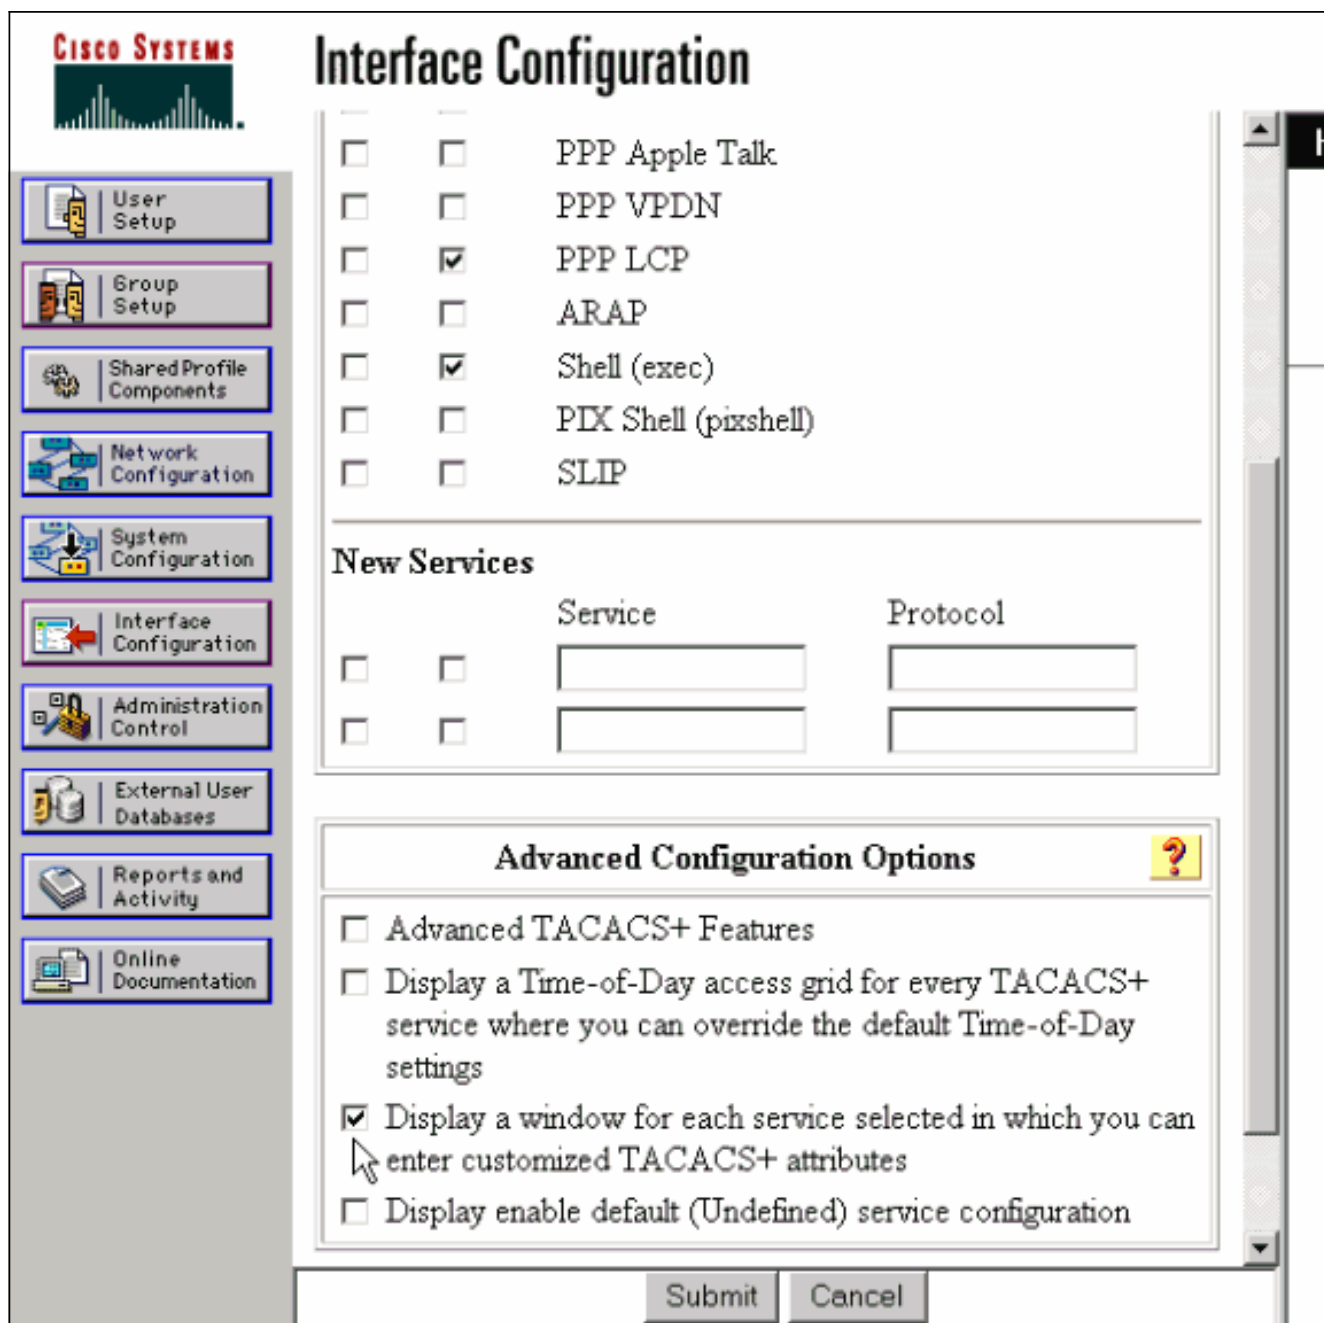 CISCO SYSTEMS
Interface Configuration
User
Setup
Group
Setup
Shared Profile
Components
Network
Configuration
System
Configuration
Interface
Configuration
Administration
Control
External User
Databases
Reports and
Activity
Online
Documentation
PPP Apple Talk
PPP VPDN
PPP LCP
ARAP
Shell (exec)
PIX Shell (pixshell)
SLIP
New Services
Service Protocol
Advanced Configuration Options
?
Advanced TACACS+ Features
Display a Time-of-Day access grid for every TACACS+
service where you can override the default Time-of-Day
settings
Display a window for each service selected in which you can
enter customized TACACS+ attributes
Display enable default (Undefined) service configuration
Submit Cancel